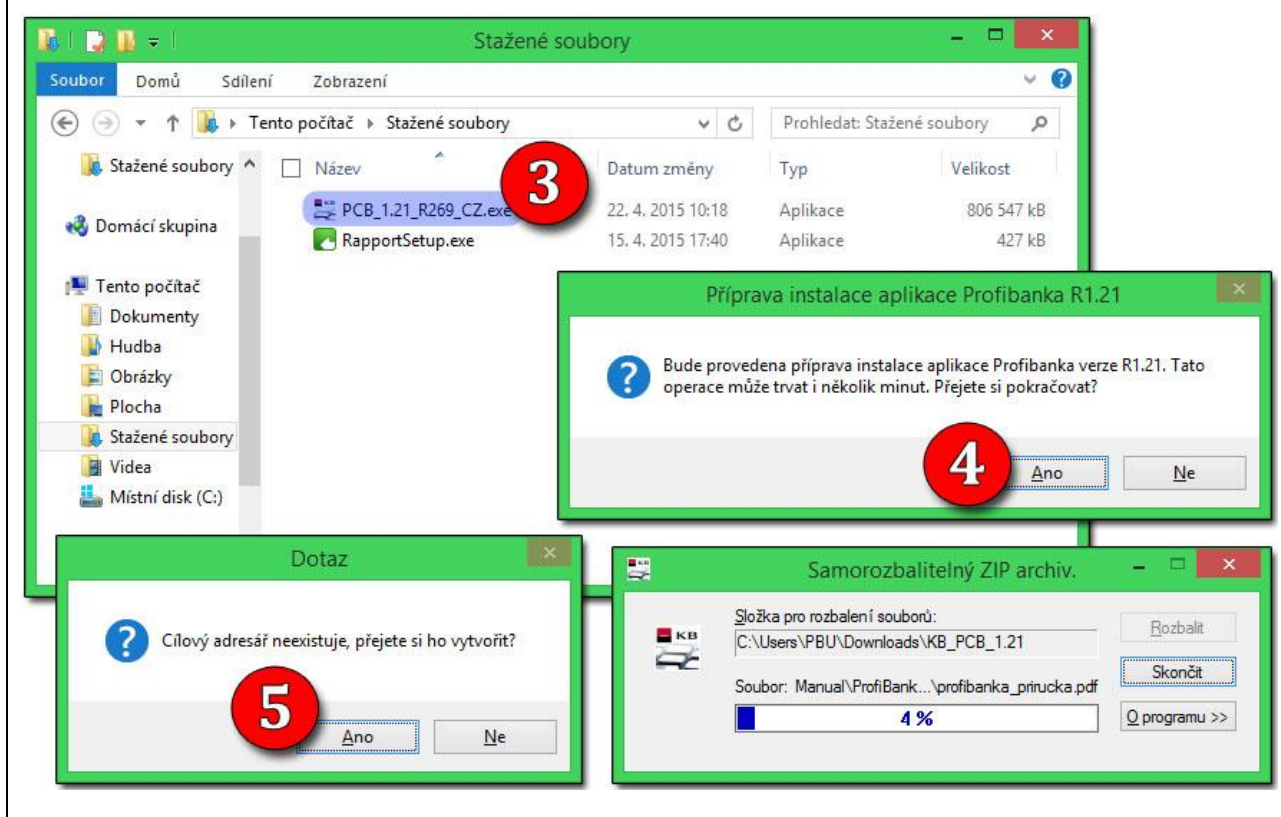 Stažené soubory
Soubor Domů Sdílení Zobrazení
Tento počítač Stažené soubory
Prohledat: Stažené soubory
Stažené soubory
Domácí skupina
Tento počítač
Dokumenty
Hudba
Obrázky
Plocha
Stažené soubory
Videa
Místní disk (C:)
Název Datum změny Typ Velikost
3
PCB_1.21_R269_CZ.exe 22. 4. 2015 10:18 Aplikace 806 547 kB
RapportSetup.exe 15. 4. 2015 17:40 Aplikace 427 kB
Příprava instalace aplikace Profibanka R1.21
Bude provedena příprava instalace aplikace Profibanka verze R1.21. Tato
operace může trvat i několik minut. Přejete si pokračovat?
4
Ano Ne
Dotaz
Cílový adresář neexistuje, přejete si ho vytvořit?
5
Ano Ne
Samorozbalitelný ZIP archiv.
KB
Složka pro rozbalení souborů:
C:\Users\PBU\Downloads\KB_PCB_1.21
Soubor: Manual\ProfiBank...\profibanka_prirucka.pdf
4 %
Rozbalit
Skončit
O programu >>